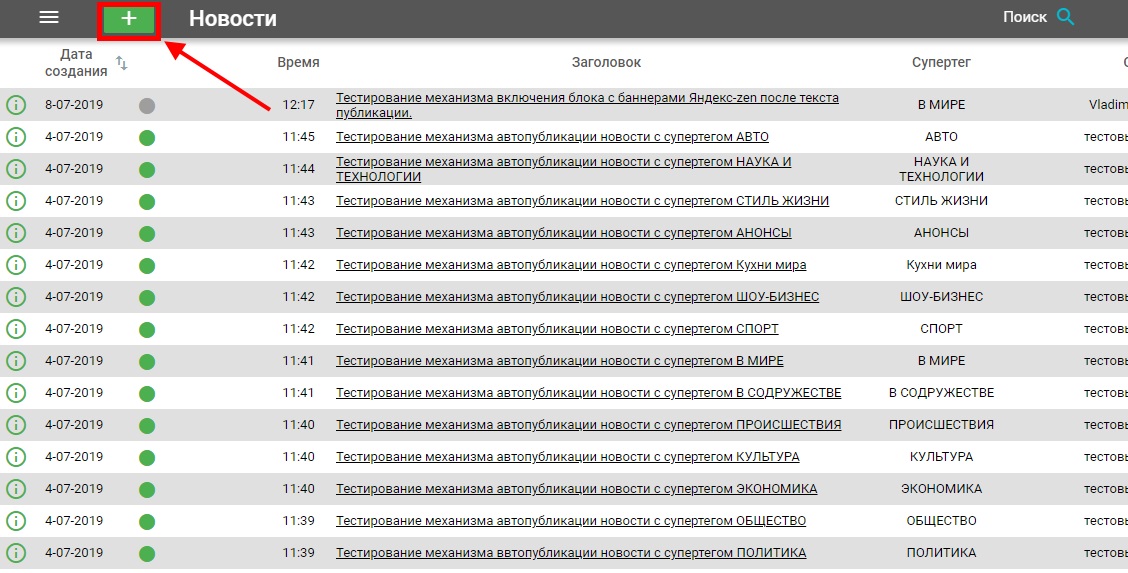 + Новости Поиск
Дата
создания Время Заголовок Супертег
8-07-2019 12:17 Тестирование механизма включения блока с баннерами Яндекс-zen после текста
публикации. В МИРЕ Vladim
4-07-2019 11:45 Тестирование механизма автопубликации новости с супертегом АВТО АВТО тестовь
4-07-2019 11:44 Тестирование механизма автопубликации новости с супертегом НАУКА И
ТЕХНОЛОГИИ НАУКА И
ТЕХНОЛОГИИ тестовь
4-07-2019 11:43 Тестирование механизма автопубликации новости с супертегом СТИЛЬ ЖИЗНИ СТИЛЬ ЖИЗНИ тестовь
4-07-2019 11:43 Тестирование механизма автопубликации новости с супертегом АНОНСЫ АНОНСЫ тестовь
4-07-2019 11:42 Тестирование механизма автопубликации новости с супертегом Кухни мира Кухни мира тестовь
4-07-2019 11:42 Тестирование механизма автопубликации новости с супертегом ШОУ-БИЗНЕС ШОУ-БИЗНЕС тестовь
4-07-2019 11:42 Тестирование механизма автопубликации новости с супертегом СПОРТ СПОРТ тестовь
4-07-2019 11:41 Тестирование механизма автопубликации новости с супертегом В МИРЕ В МИРЕ тестовь
4-07-2019 11:41 Тестирование механизма автопубликации новости с супертегом В СОДРУЖЕСТВЕ В СОДРУЖЕСТВЕ тестовь
4-07-2019 11:40 Тестирование механизма автопубликации новости с супертегом ПРОИСШЕСТВИЯ ПРОИСШЕСТВИЯ тестовь
4-07-2019 11:40 Тестирование механизма автопубликации новости с супертегом КУЛЬТУРА КУЛЬТУРА тестовь
4-07-2019 11:40 Тестирование механизма автопубликации новости с супертегом ЭКОНОМИКА ЭКОНОМИКА тестовь
4-07-2019 11:39 Тестирование механизма автопубликации новости с супертегом ОБЩЕСТВО ОБЩЕСТВО тестовь
4-07-2019 11:39 Тестирование механизма ввтопубликации новости с супертегом ПОЛИТИКА ПОЛИТИКА тестовь